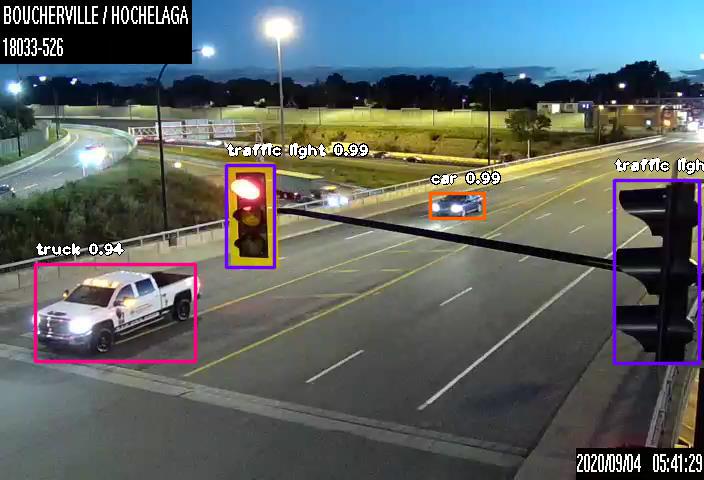 BOUCHERVILLE / HOCHELAGA
18033-526
traffic light 0.99
car 0.99
traffic ligh
truck 0.94
2020/09/04 05:41:29